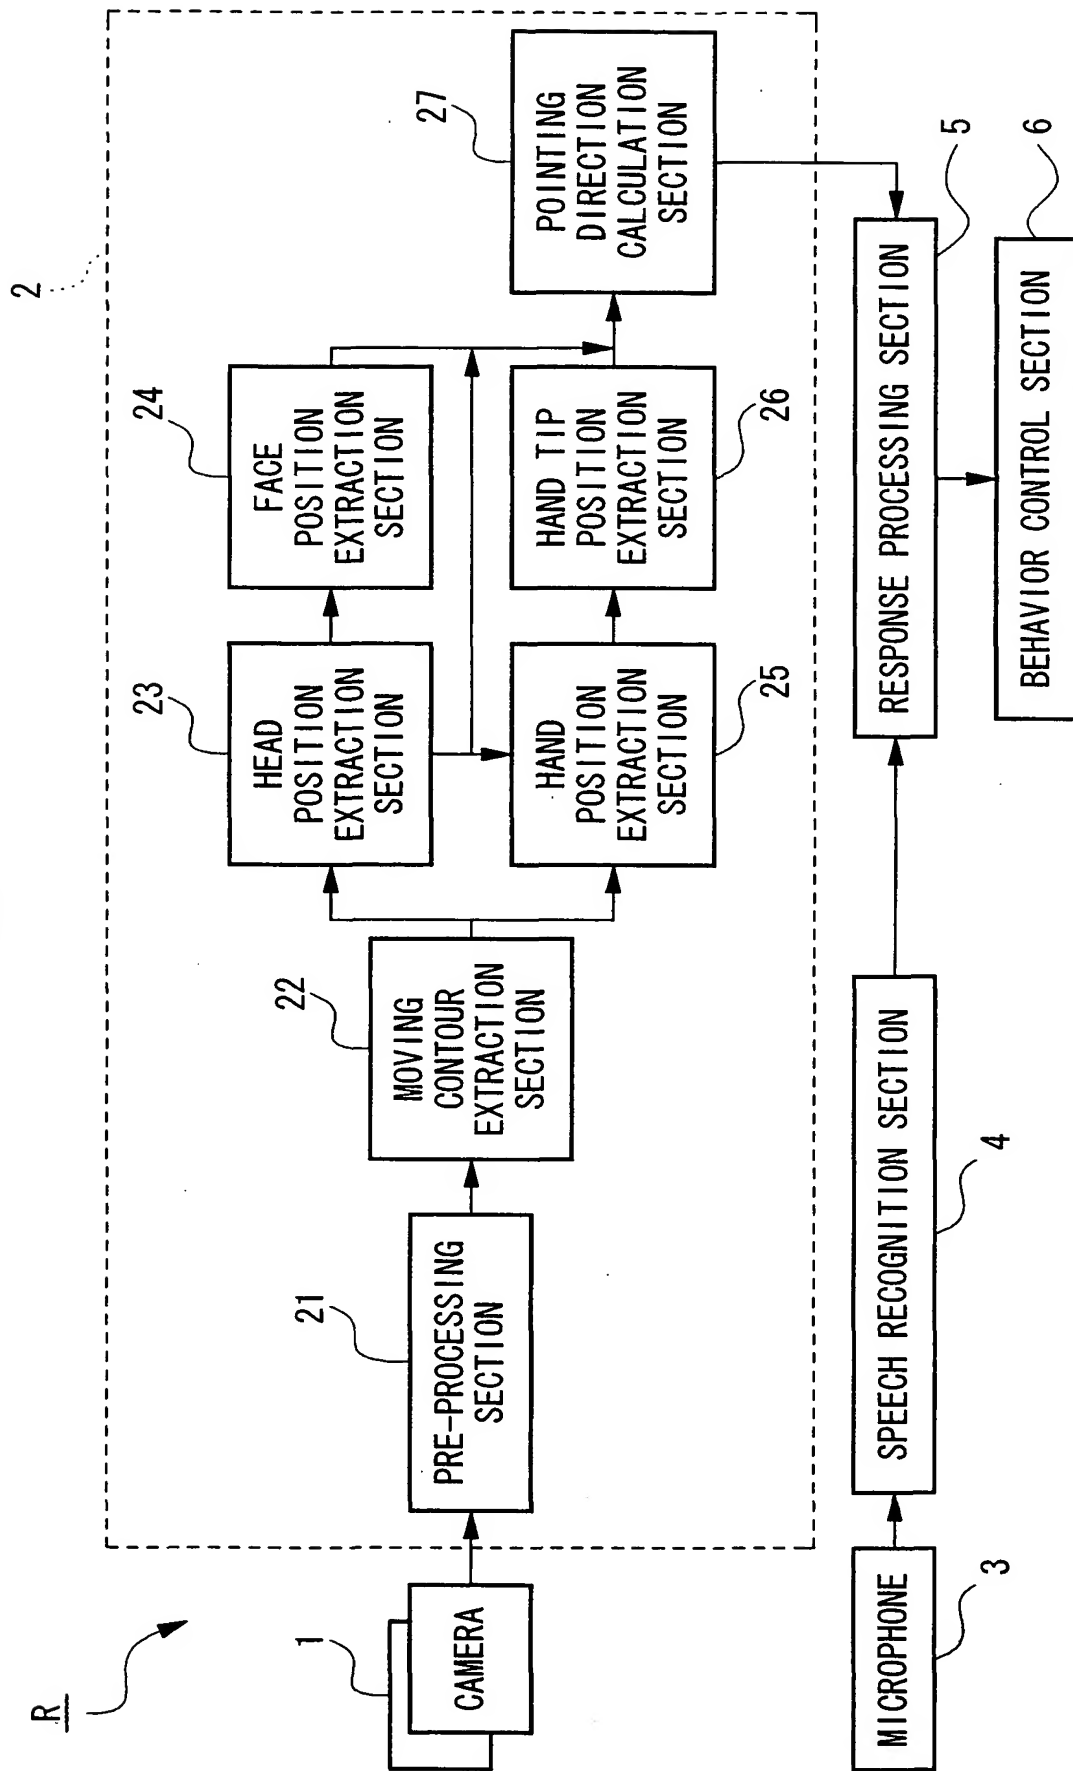 R
1
CAMERA
2
21
PRE-PROCESSING
SECTION
22
MOVING
CONTOUR
EXTRACTION
SECTION
23
HEAD
POSITION
EXTRACTION
SECTION
24
FACE
POSITION
EXTRACTION
SECTION
HAND
POSITION
EXTRACTION
SECTION
25
HAND TIP
POSITION
EXTRACTION
SECTION
26
27
POINTING
DIRECTION
CALCULATION
SECTION
MICROPHONE
3
SPEECH RECOGNITION SECTION
4
RESPONSE PROCESSING SECTION
5
BEHAVIOR CONTROL SECTION
6